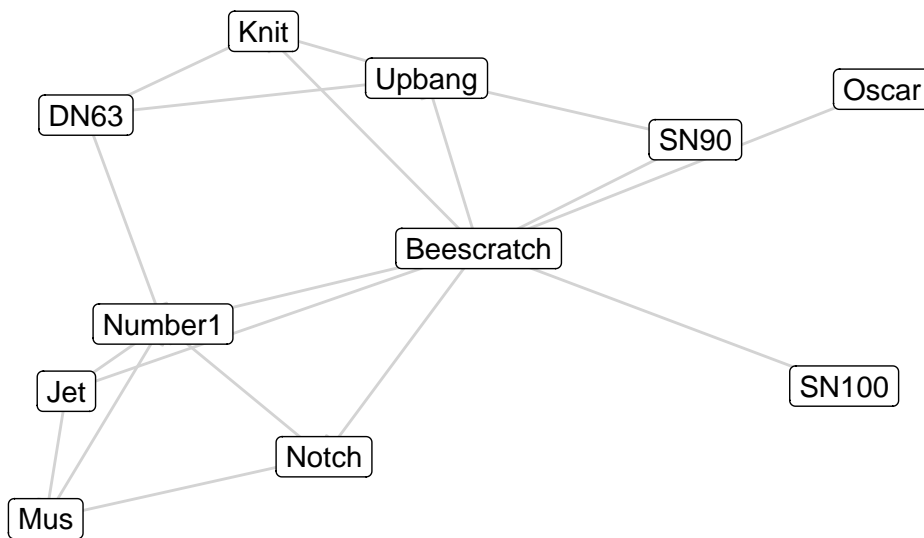 Knit
Upbang
Oscar
DN63
SN90
Beescratch
Number1
Jet
SN100
Notch
Mus